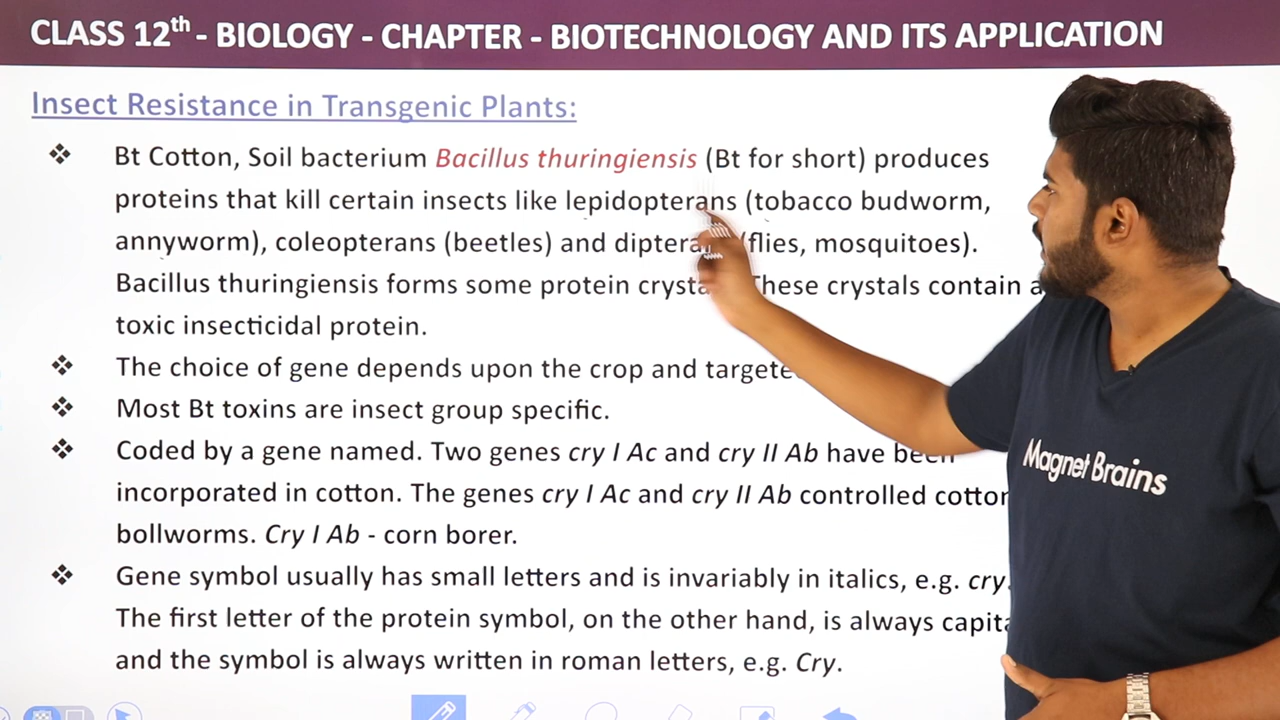 CLASS 12th - BIOLOGY - CHAPTER - BIOTECHNOLOGY AND ITS APPLICATION
Insect Resistance in Transgenic Plants:
❖ Bt Cotton, Soil bacterium Bacillus thuringiensis (Bt for short) produces
proteins that kill certain insects like lepidopterans (tobacco budworm,
annyworm), coleopterans (beetles) and diptera (flies, mosquitoes).
Bacillus thuringiensis forms some protein crysta These crystals contain a
toxic insecticidal protein.
❖ The choice of gene depends upon the crop and targete
❖ Most Bt toxins are insect group specific.
❖ Coded by a gene named. Two genes cry I Ac and cry II Ab have been
incorporated in cotton. The genes cry I Ac and cry II Ab controlled cotton
bollworms. Cry I Ab - corn borer.
❖ Gene symbol usually has small letters and is invariably in italics, e.g. cry.
The first letter of the protein symbol, on the other hand, is always capita
and the symbol is always written in roman letters, e.g. Cry.
Magnet Brains